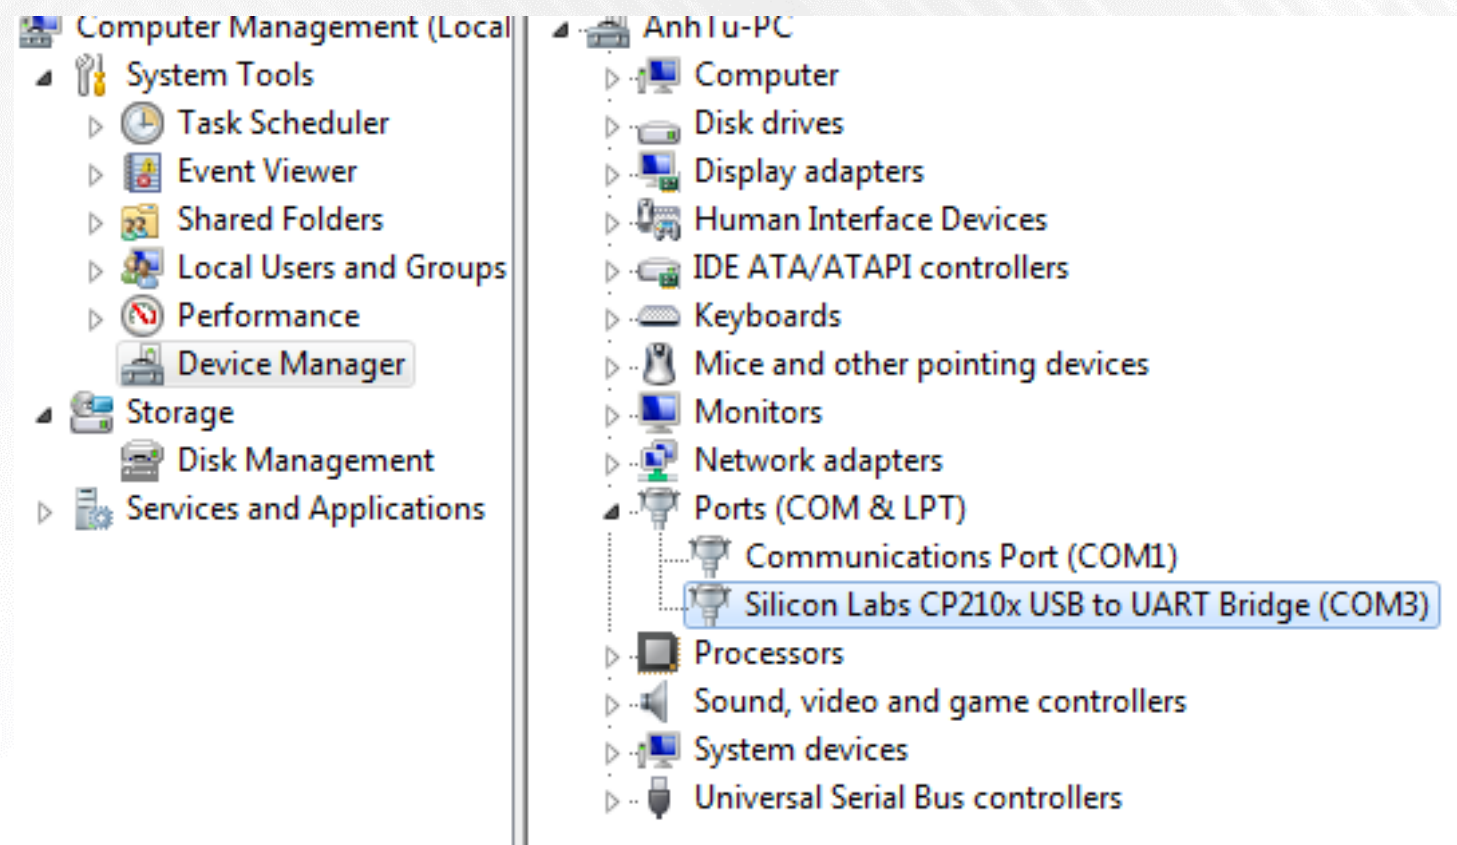 Computer Management (Local
System Tools
Task Scheduler
Event Viewer
Shared Folders
Local Users and Groups
Performance
Device Manager
Storage
Disk Management
Services and Applications
AnhTu-PC
Computer
Disk drives
Display adapters
Human Interface Devices
IDE ATA/ATAPI controllers
Keyboards
Mice and other pointing devices
Monitors
Network adapters
Ports (COM & LPT)
Communications Port (COM1)
Silicon Labs CP210x USB to UART Bridge (COM3)
Processors
Sound, video and game controllers
System devices
Universal Serial Bus controllers